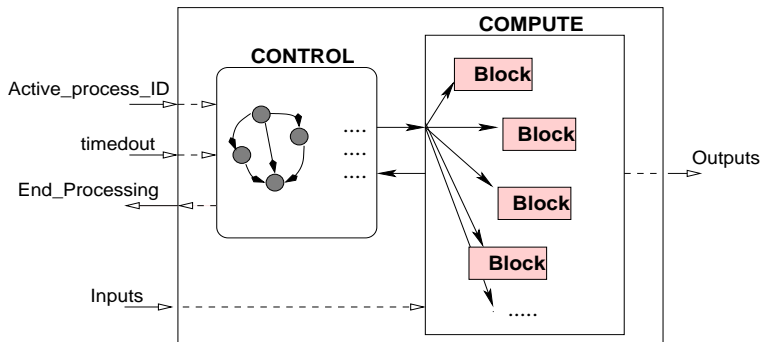 COMPUTE
CONTROL
Block
Active_process_ID
....
Block
timedout
....
Outputs
....
End_Processing
Block
Block
Inputs
.....